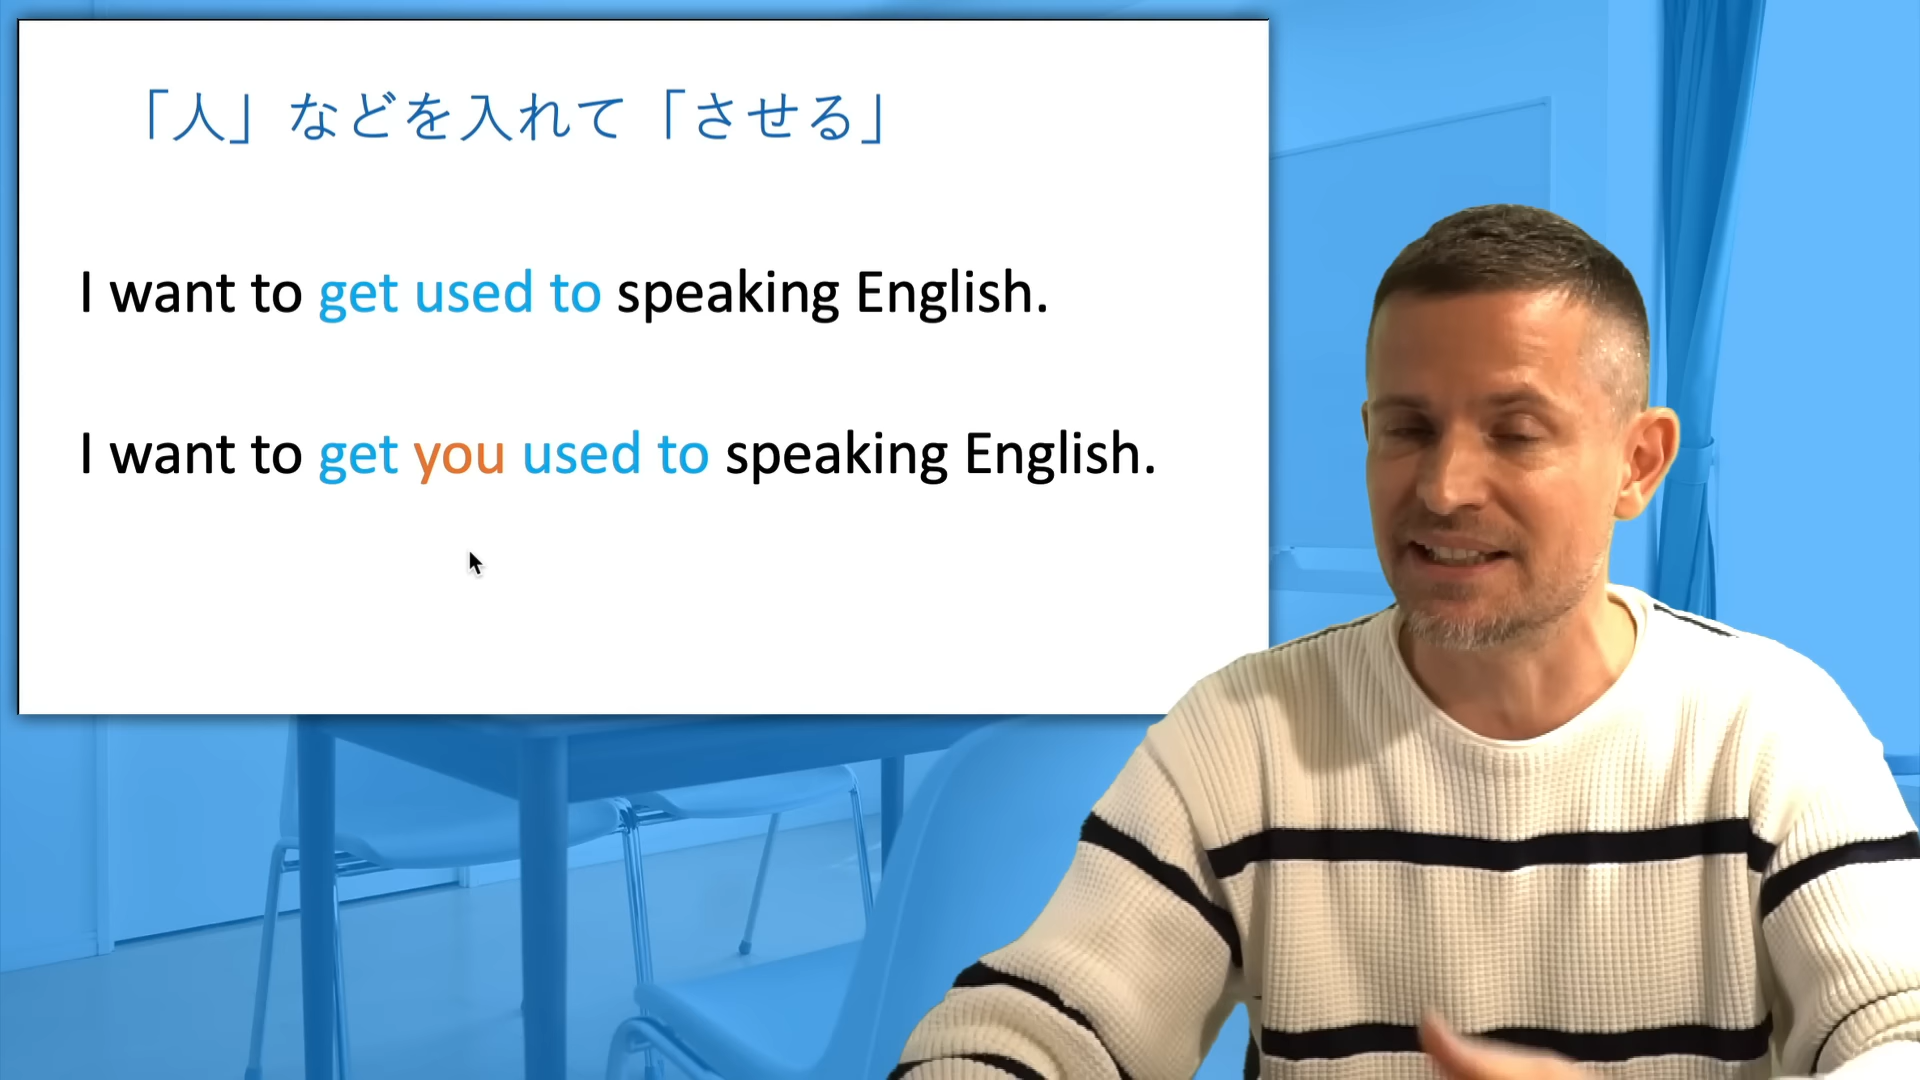 「人」などを入れて「させる」
I want to get used to speaking English.
I want to get you used to speaking English.